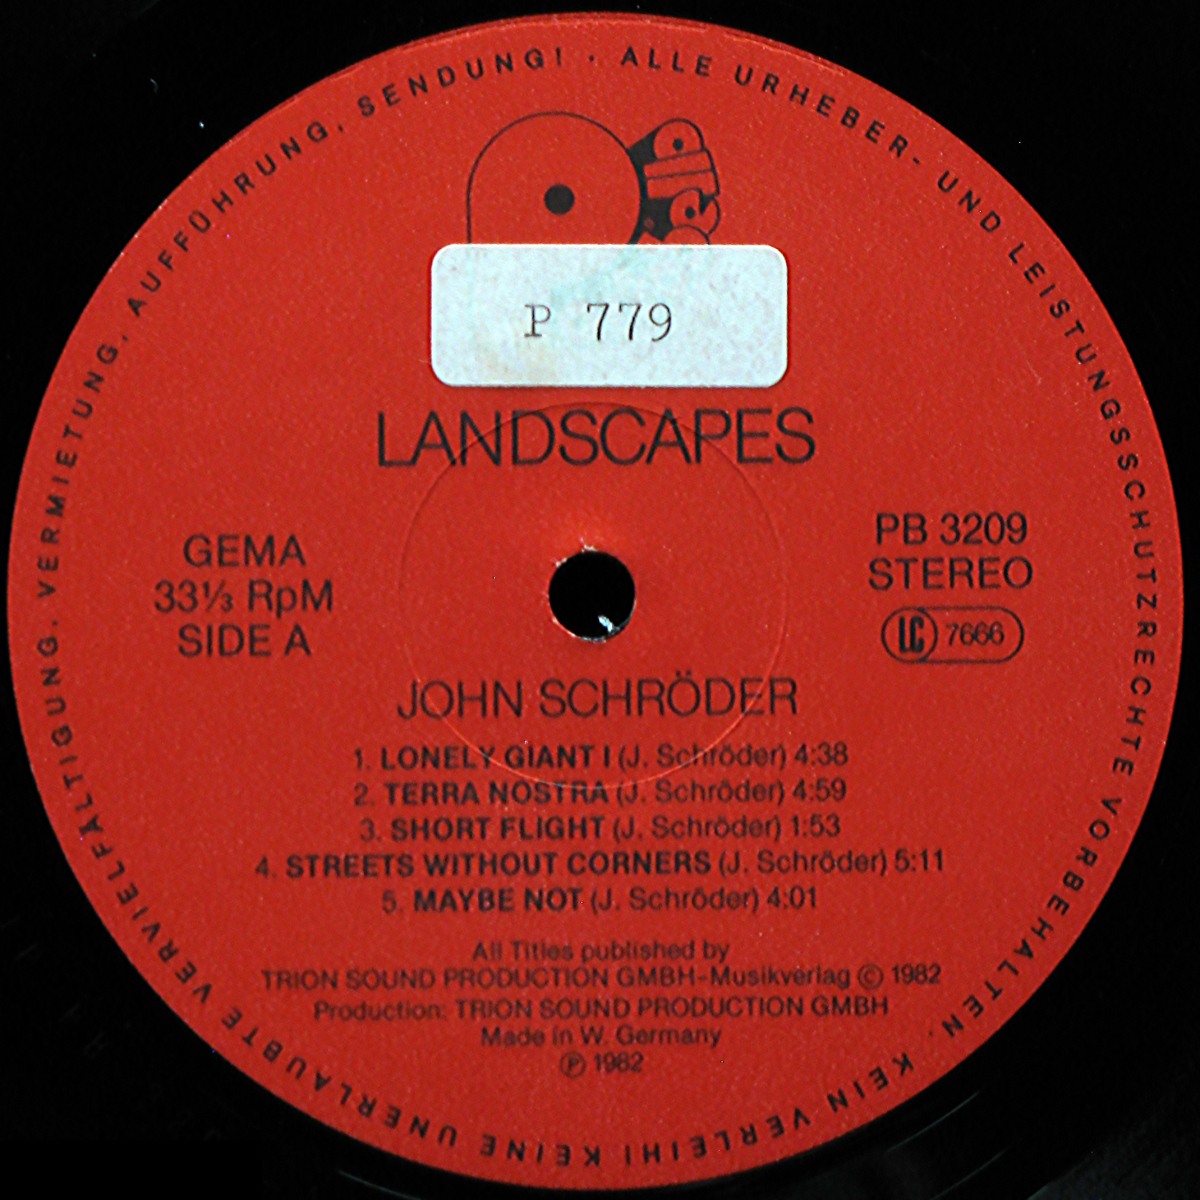 ALLE URHEBER- UND LEISTUNGSSCHUTZRECHTE VORBEHALTEN. KEIN VERLEIH! KEINE UNERLAUBTE VERVIELFÄLTIGUNG, VERMIETUNG, AUFFÜHRUNG, SENDUNG! ·
P 779
LANDSCAPES
GEMA
33⅓ RpM
SIDE A
PB 3209
STEREO
LC 7666
JOHN SCHRÖDER
1. LONELY GIANT I (J. Schröder) 4:38
2. TERRA NOSTRA (J. Schröder) 4:59
3. SHORT FLIGHT (J. Schröder) 1:53
4. STREETS WITHOUT CORNERS (J. Schröder) 5:11
5. MAYBE NOT (J. Schröder) 4:01
All Titles published by
TRION SOUND PRODUCTION GMBH-Musikverlag © 1982
Production: TRION SOUND PRODUCTION GMBH
Made in W. Germany
℗ 1982